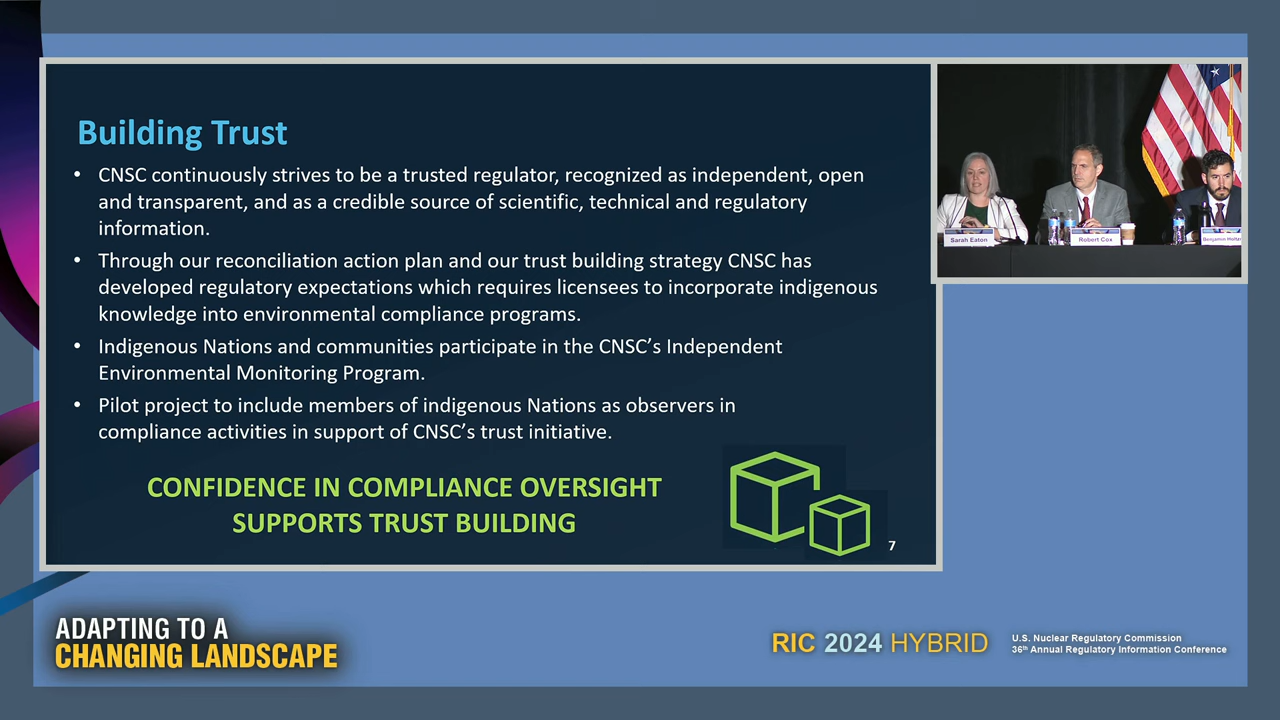 Building Trust
• CNSC continuously strives to be a trusted regulator, recognized as independent, open
and transparent, and as a credible source of scientific, technical and regulatory
information.
• Through our reconciliation action plan and our trust building strategy CNSC has
developed regulatory expectations which requires licensees to incorporate indigenous
knowledge into environmental compliance programs.
• Indigenous Nations and communities participate in the CNSC's Independent
Environmental Monitoring Program.
• Pilot project to include members of indigenous Nations as observers in
compliance activities in support of CNSC's trust initiative.
CONFIDENCE IN COMPLIANCE OVERSIGHT
SUPPORTS TRUST BUILDING
7
Sarah Eaton
Robert Cox
Benjamin
ADAPTING TO A
CHANGING LANDSCAPE
RIC 2024 HYBRID
U.S. Nuclear Regulatory Commission
36th Annual Regulatory Information Conference